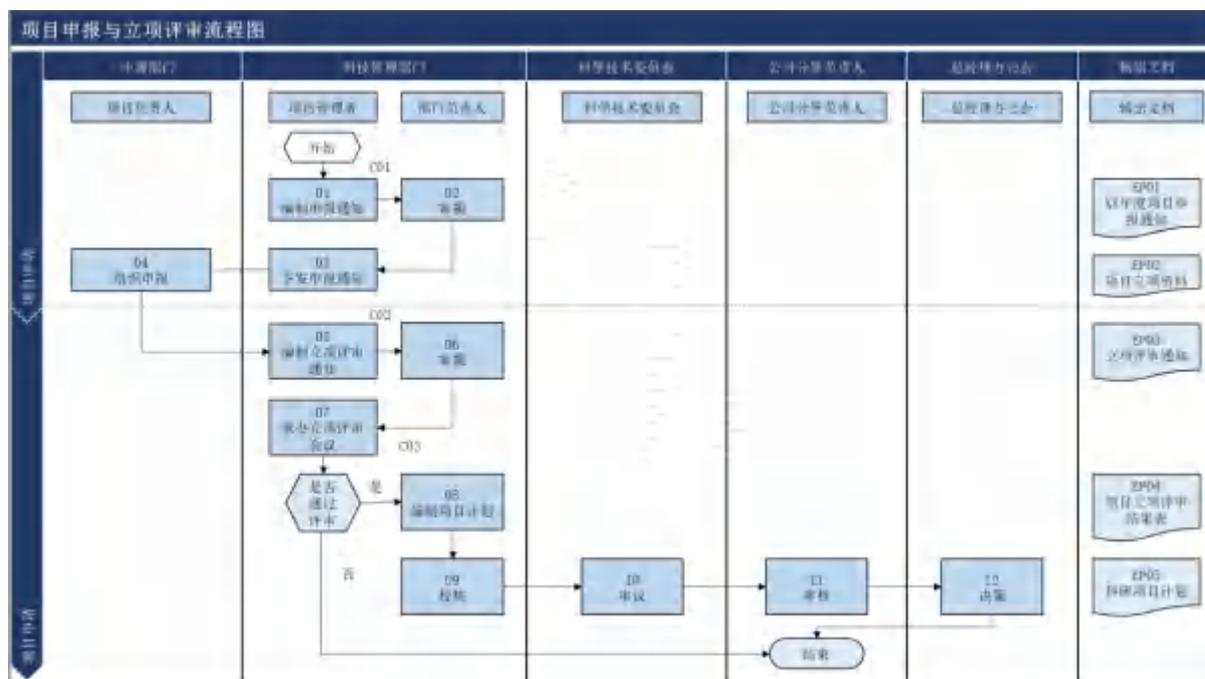 项目申报与立项评审流程图
申请部门
科技管理部门
科学技术委员会
公司分管负责人
总经理办公会
输出文档
项目负责人
项目管理者
部门负责人
科学技术委员会
公司分管负责人
总经理办公会
输出文档
开始
C01
01
编制申报通知
02
审批
EP01
XX年度项目申
报通知
04
组织申报
03
下发申报通知
EP02
项目立项资料
项目申请
C02
05
编制立项评审
通知
06
审批
EP03
立项评审通知
07
承办立项评审
会议
C03
是否
通过
评审
是
08
编制项目计划
EP04
项目立项评审
结果表
否
09
校核
10
审议
11
审核
12
决策
EP05
科研项目计划
结束